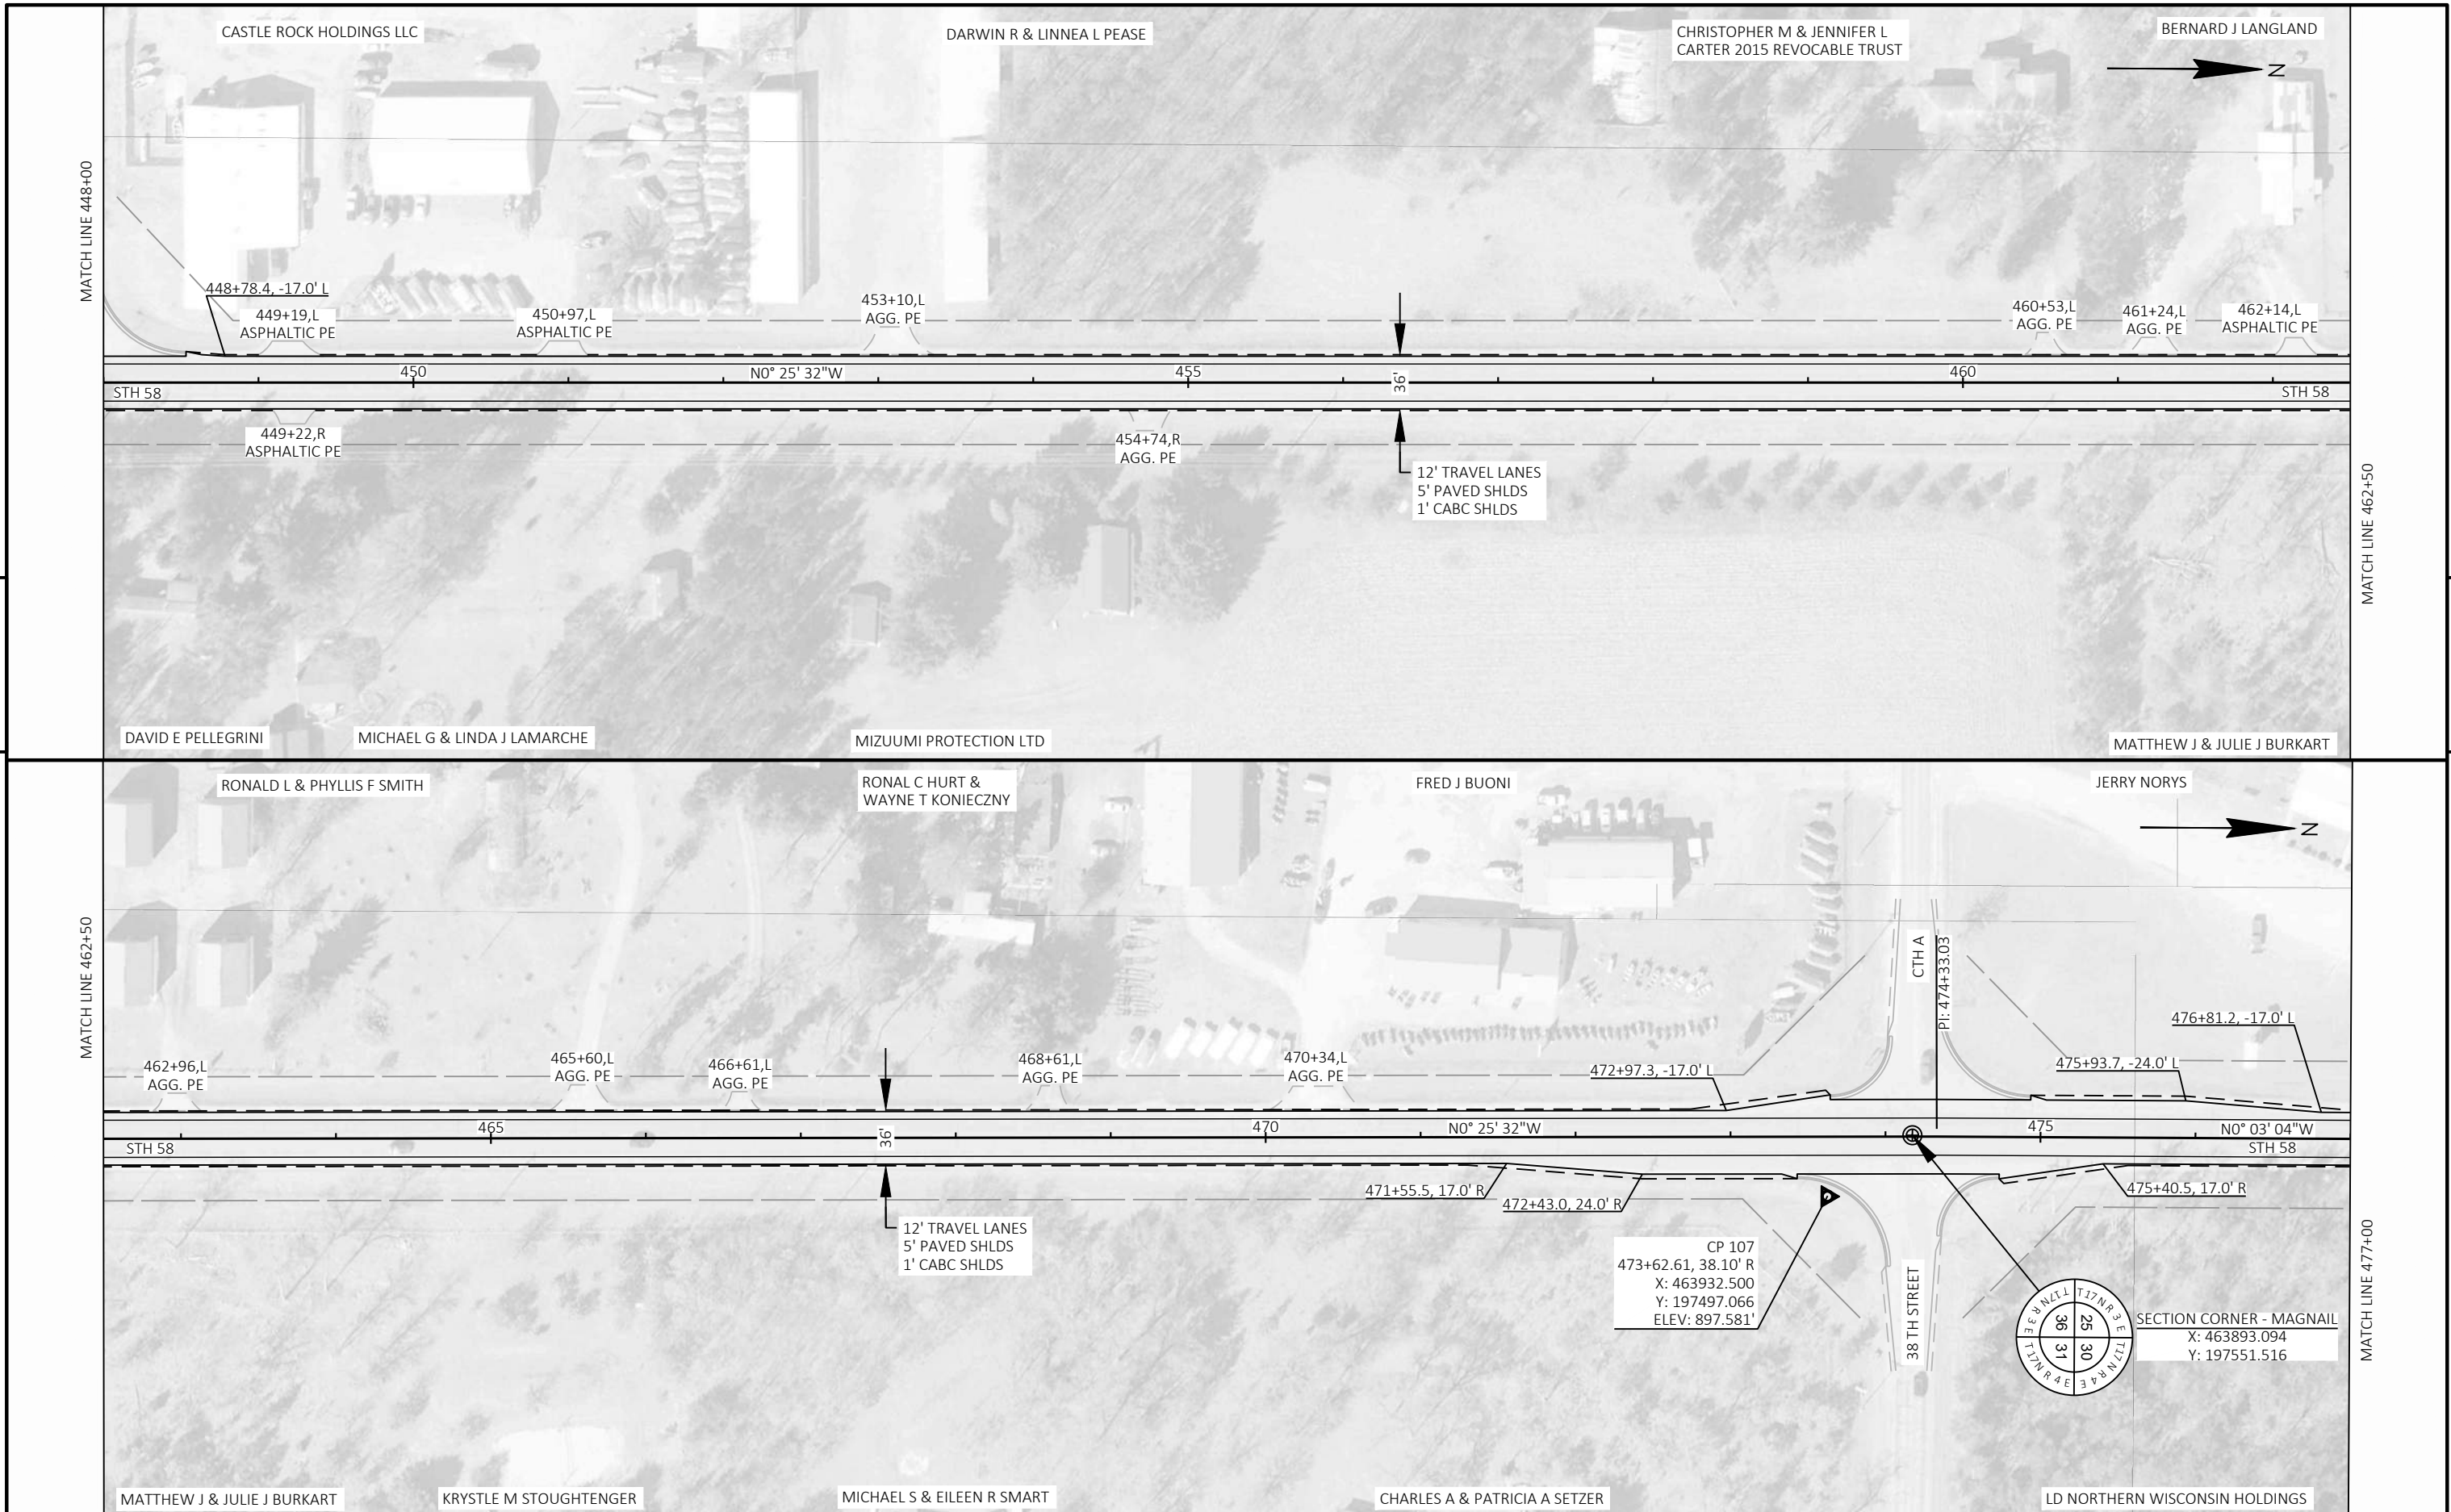 CASTLE ROCK HOLDINGS LLC
DARWIN R & LINNEA L PEASE
CHRISTOPHER M & JENNIFER L
CARTER 2015 REVOCABLE TRUST
BERNARD J LANGLAND
N
MATCH LINE 448+00
448+78.4, -17.0' L
449+19,L
ASPHALTIC PE
450+97,L
ASPHALTIC PE
453+10,L
AGG. PE
460+53,L
AGG. PE
461+24,L
AGG. PE
462+14,L
ASPHALTIC PE
450
N0° 25' 32"W
455
36'
460
STH 58
STH 58
449+22,R
ASPHALTIC PE
454+74,R
AGG. PE
12' TRAVEL LANES
5' PAVED SHLDS
1' CABC SHLDS
MATCH LINE 462+50
DAVID E PELLEGRINI
MICHAEL G & LINDA J LAMARCHE
MIZUUMI PROTECTION LTD
MATTHEW J & JULIE J BURKART
RONALD L & PHYLLIS F SMITH
RONAL C HURT &
WAYNE T KONIECZNY
FRED J BUONI
JERRY NORYS
N
MATCH LINE 462+50
CTH A
PI: 474+33.03
462+96,L
AGG. PE
465+60,L
AGG. PE
466+61,L
AGG. PE
468+61,L
AGG. PE
470+34,L
AGG. PE
472+97.3, -17.0' L
475+93.7, -24.0' L
476+81.2, -17.0' L
465
36'
470
N0° 25' 32"W
475
N0° 03' 04"W
STH 58
STH 58
471+55.5, 17.0' R
472+43.0, 24.0' R
475+40.5, 17.0' R
12' TRAVEL LANES
5' PAVED SHLDS
1' CABC SHLDS
CP 107
473+62.61, 38.10' R
X: 463932.500
Y: 197497.066
ELEV: 897.581'
38 TH STREET
T17N R 3 E
T17N R 3 E
T17N R 4 E
T17N R 4 E
36
25
31
30
SECTION CORNER - MAGNAIL
X: 463893.094
Y: 197551.516
MATCH LINE 477+00
MATTHEW J & JULIE J BURKART
KRYSTLE M STOUGHTENGER
MICHAEL S & EILEEN R SMART
CHARLES A & PATRICIA A SETZER
LD NORTHERN WISCONSIN HOLDINGS